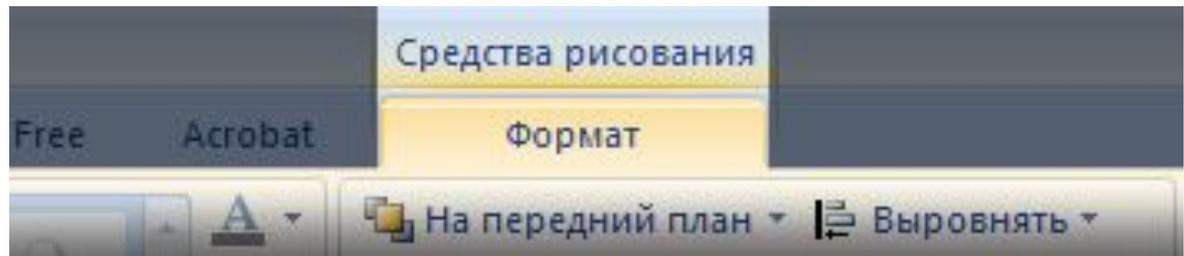 Средства рисования
Free Acrobat Формат
A На передний план Выровнять